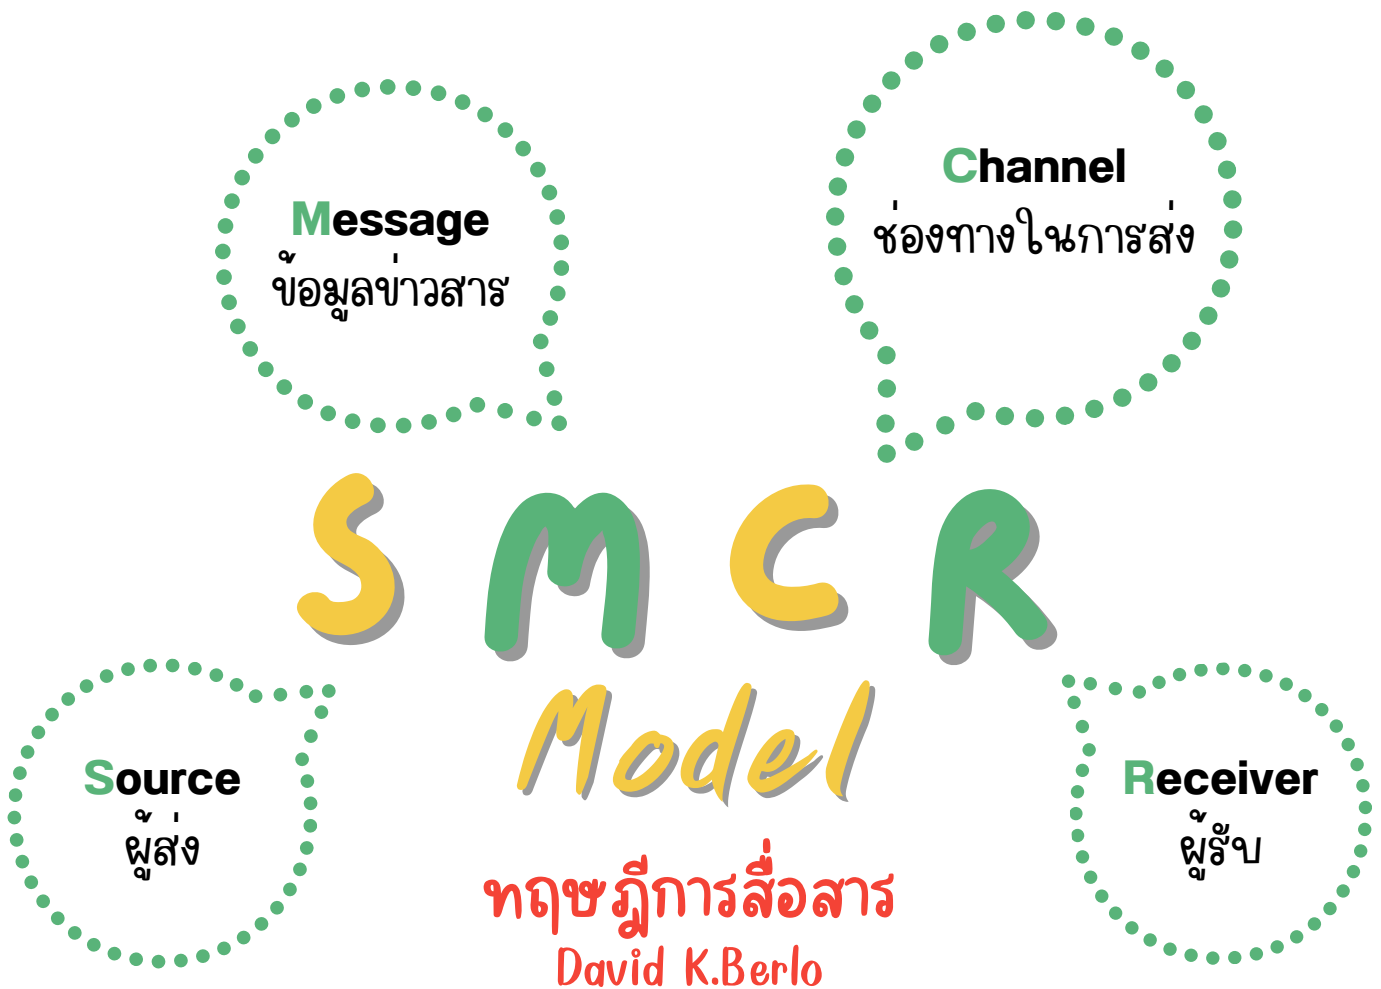 Message
ข้อมูลข่าวสาร
Channel
ช่องทางในการส่ง
S M C R
Model
Source
ผู้ส่ง
Receiver
ผู้รับ
ทฤษฎีการสื่อสาร
David K.Berlo